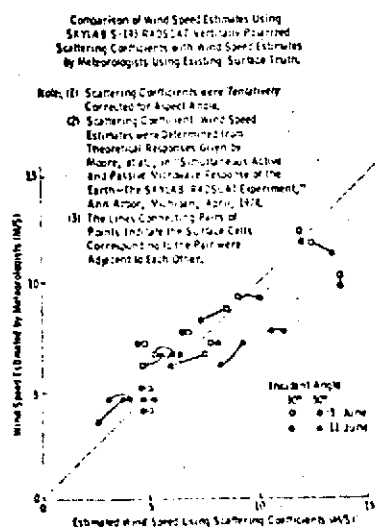 Comparison of Wind Speed Estimates Using
SKYLAB S-193 RADSCAT Vertically Polarized
Scattering Coefficients with Wind Speed Estimates
by Meteorologists Using Existing Surface Truth.
Note, (1) Scattering Coefficients were Tentatively
Corrected for Aspect Angle.
(2) Scattering Coefficient Wind Speed
Estimates were Determined from
Theoretical Responses Given by
Moore, et al., in "Simultaneous Active
and Passive Microwave Response of the
Earth-The SKYLAB RADSCAT Experiment,"
Ann Arbor, Michigan, April,
(3) The Lines Connecting Pairs of
Points Indicate the Surface Cells
Corresponding to the Pair were
Adjacent to Each Other.
Wind Speed Estimated by Meteorologists (M/S)
15
10
5
0
Incident Angle
June
11 June
0
5
10
15
Estimated Wind Speed Using Scattering Coefficients (M/S)